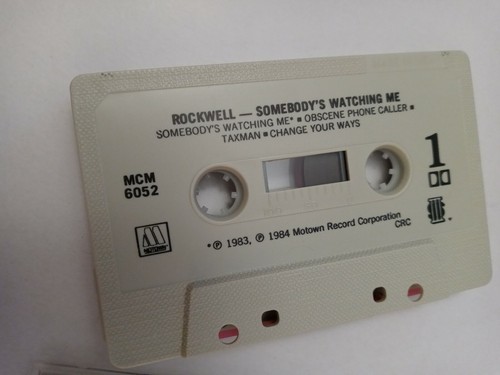 ROCKWELL — SOMEBODY'S WATCHING ME
SOMEBODY'S WATCHING ME* ▪ OBSCENE PHONE CALLER ▪
TAXMAN ▪ CHANGE YOUR WAYS
MCM
6052
1
MOTOWN
*℗ 1983, ℗ 1984 Motown Record Corporation
CRC